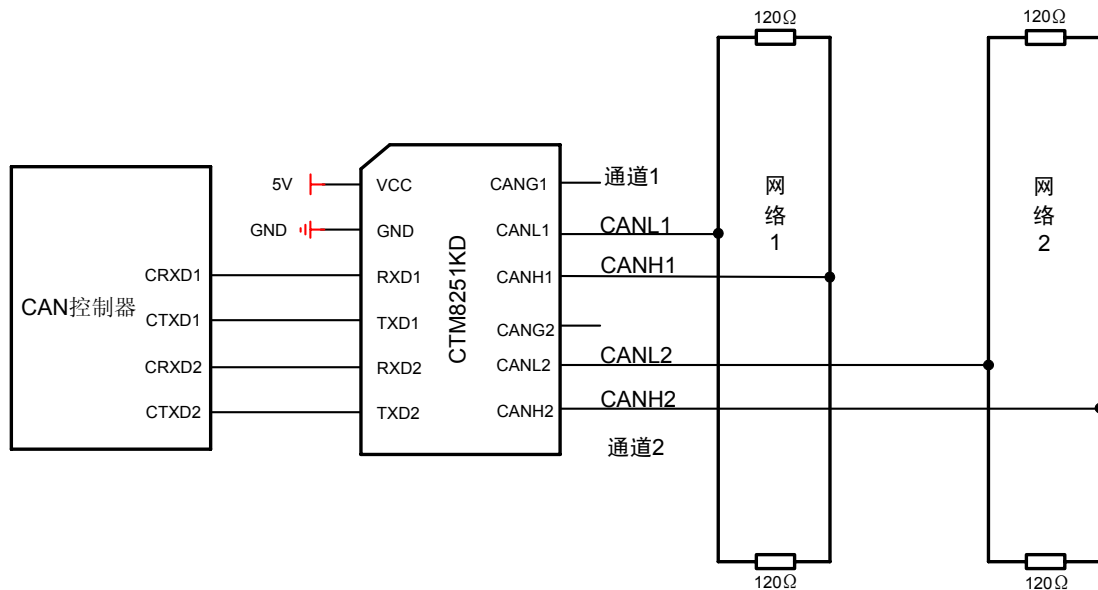 120Ω
120Ω
5V
VCC
CANG1
通道1
GND
GND
CANL1
CANL1
CRXD1
RXD1
CANH1
CANH1
CAN控制器
CTXD1
TXD1
CTM8251KD
CANG2
CRXD2
RXD2
CANL2
CANL2
CTXD2
TXD2
CANH2
CANH2
通道2
网
络
1
网
络
2
120Ω
120Ω